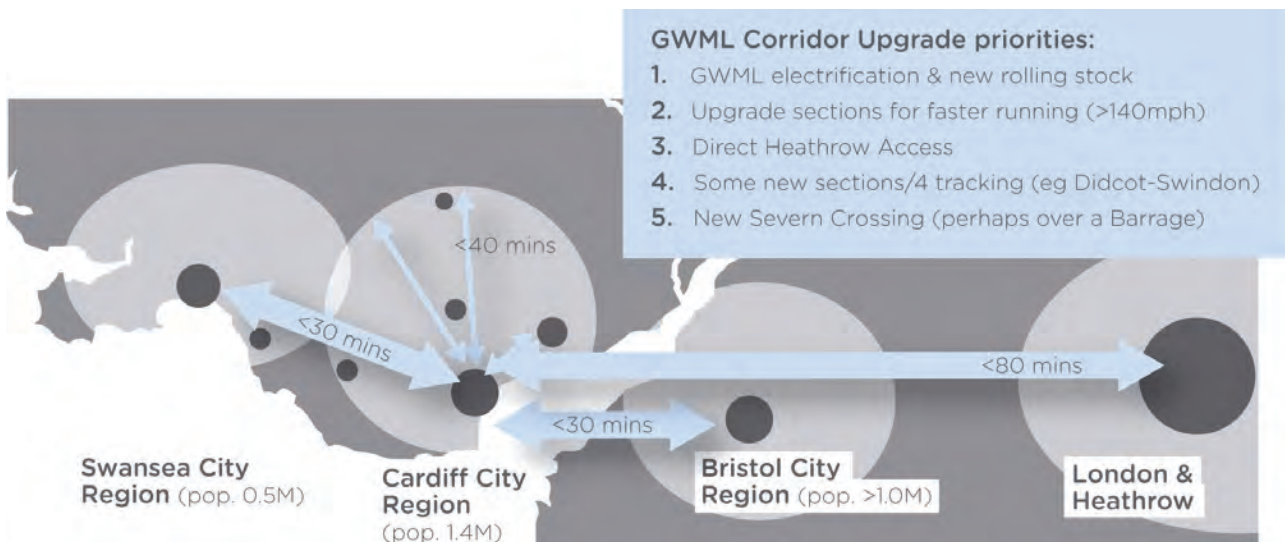 GWML Corridor Upgrade priorities:
1. GWML electrification & new rolling stock
2. Upgrade sections for faster running (>140mph)
3. Direct Heathrow Access
4. Some new sections/4 tracking (eg Didcot-Swindon)
5. New Severn Crossing (perhaps over a Barrage)
<40 mins
<30 mins
<80 mins
<30 mins
Swansea City
Region (pop. 0.5M)
Cardiff City
Region
(pop. 1.4M)
Bristol City
Region (pop. >1.0M)
London &
Heathrow